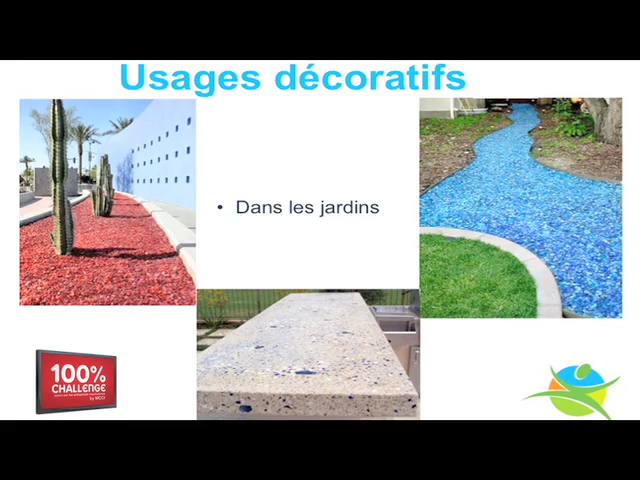 Usages décoratifs
• Dans les jardins
100%
CHALLENGE
by MCCI